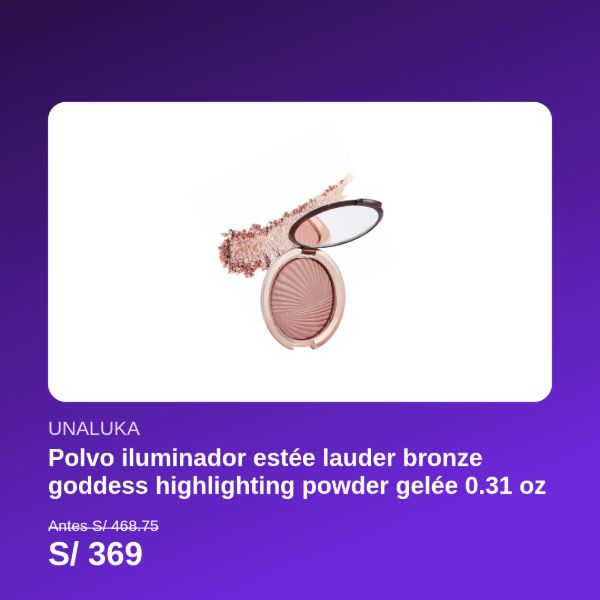 UNALUKA
Polvo iluminador estée lauder bronze
goddess highlighting powder gelée 0.31 oz
Antes S/ 468.75
S/ 369